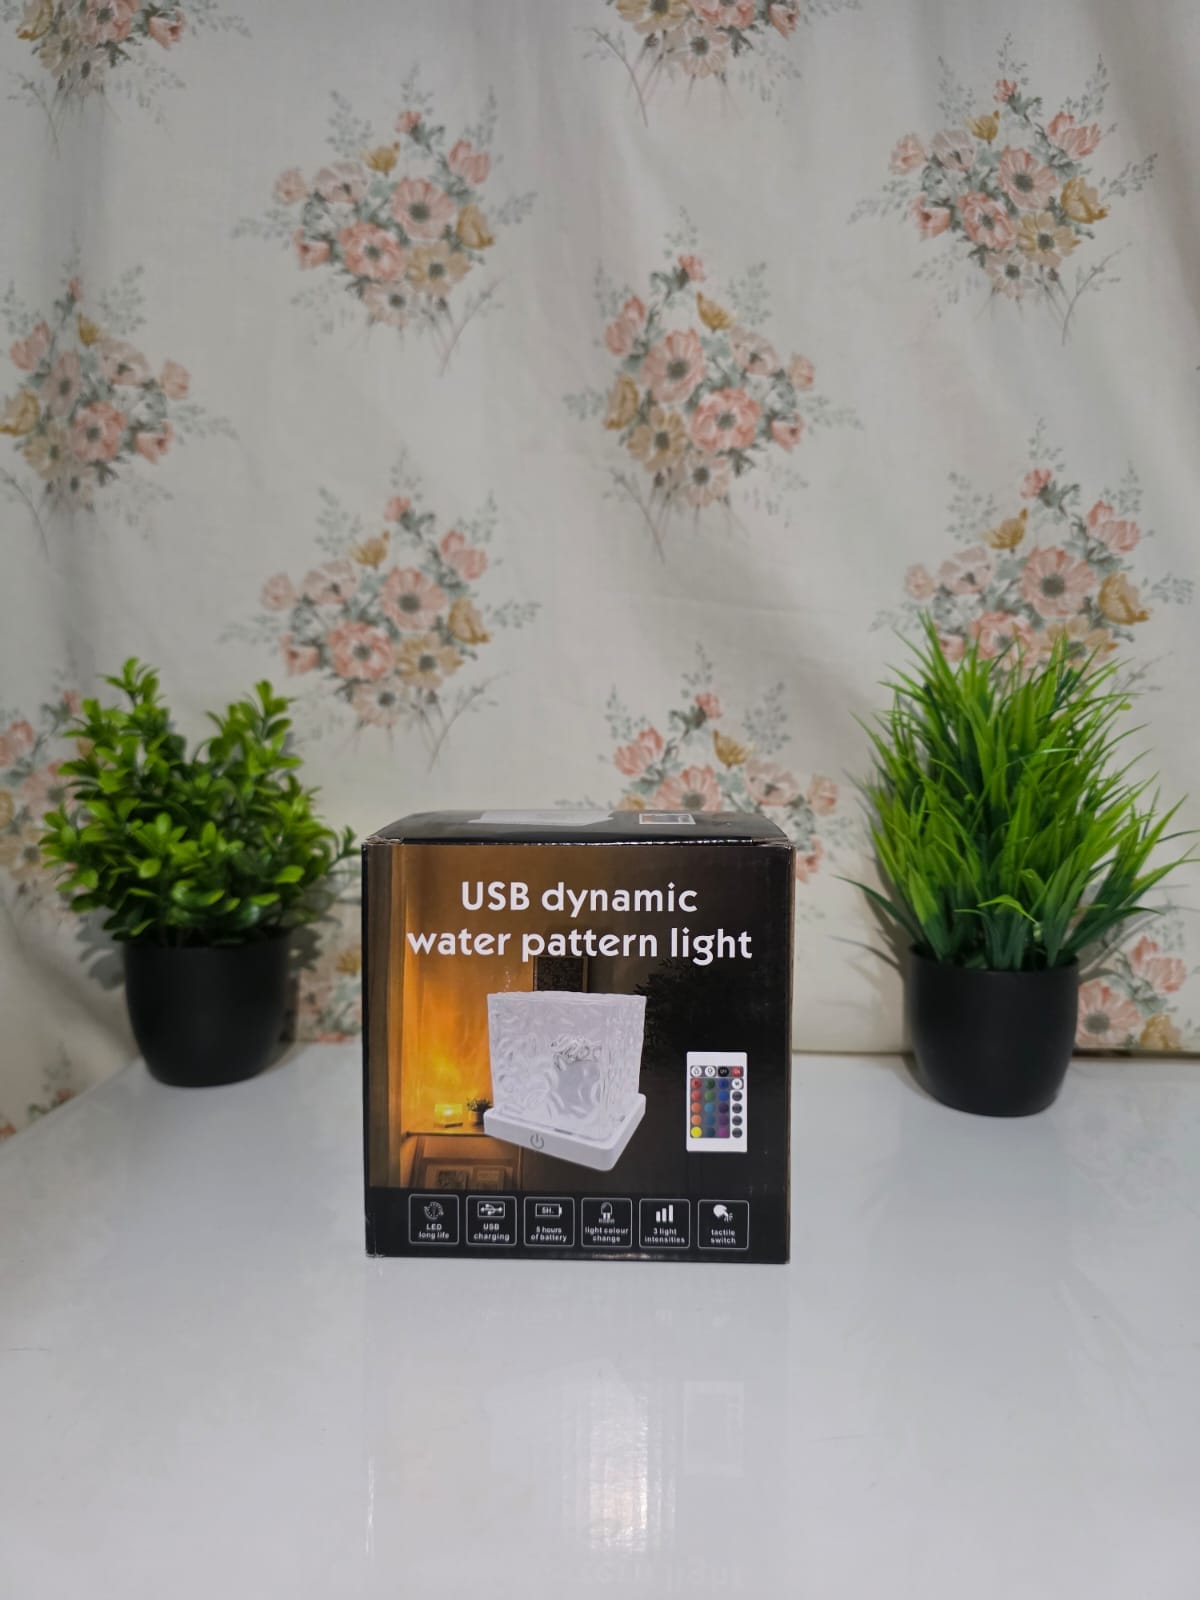 USB dynamic
water pattern light
LED
long life
USB
charging
5H.
5 hours
of battery
light colour
change
3 light
intensities
tactile
switch